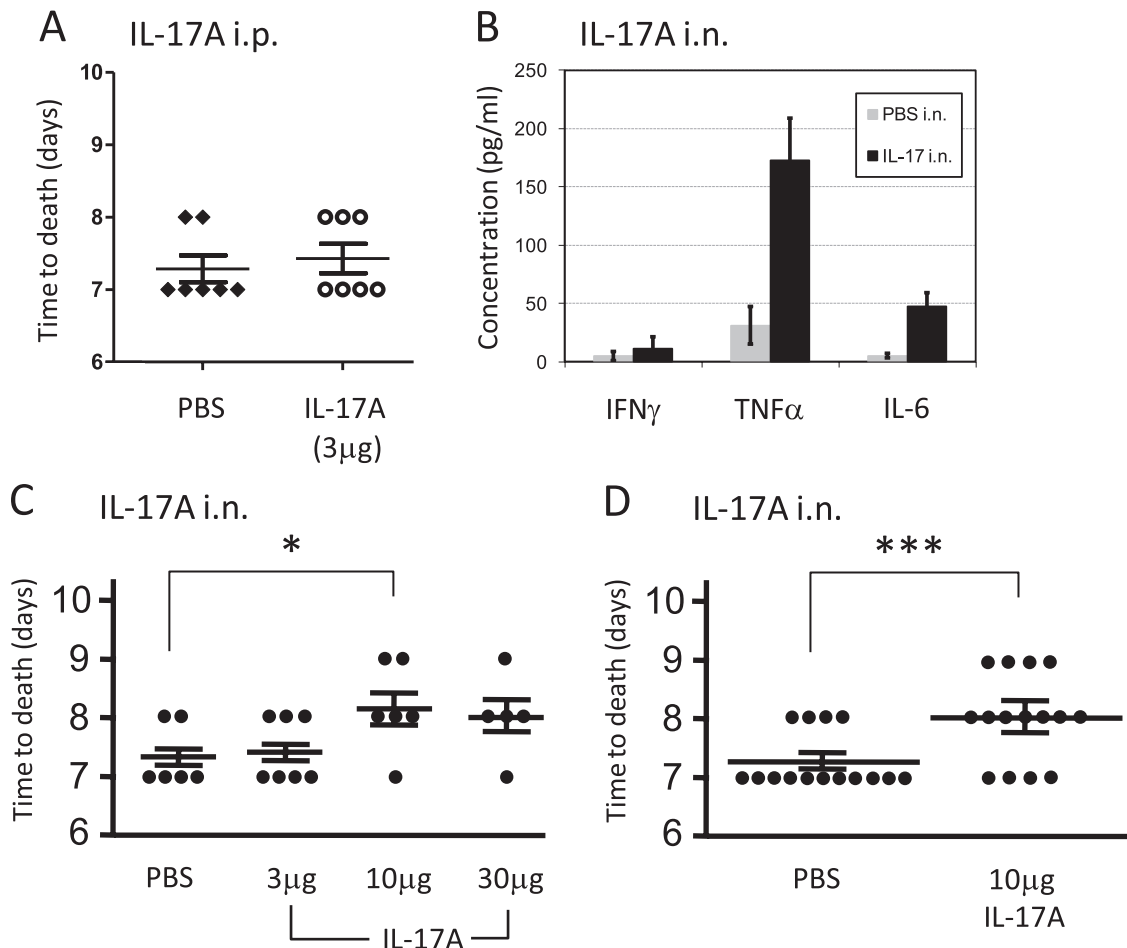 A IL-17A i.p.
Time to death (days)
10
9
8
7
6
PBS
IL-17A
(3μg)
B IL-17A i.n.
Concentration (pg/ml)
250
200
150
100
50
0
PBS i.n.
IL-17 i.n.
IFNγ TNFα IL-6
C IL-17A i.n.
*
Time to death (days)
10
9
8
7
6
PBS 3μg 10μg 30μg
IL-17A
D IL-17A i.n.
***
Time to death (days)
10
9
8
7
6
PBS 10μg
IL-17A